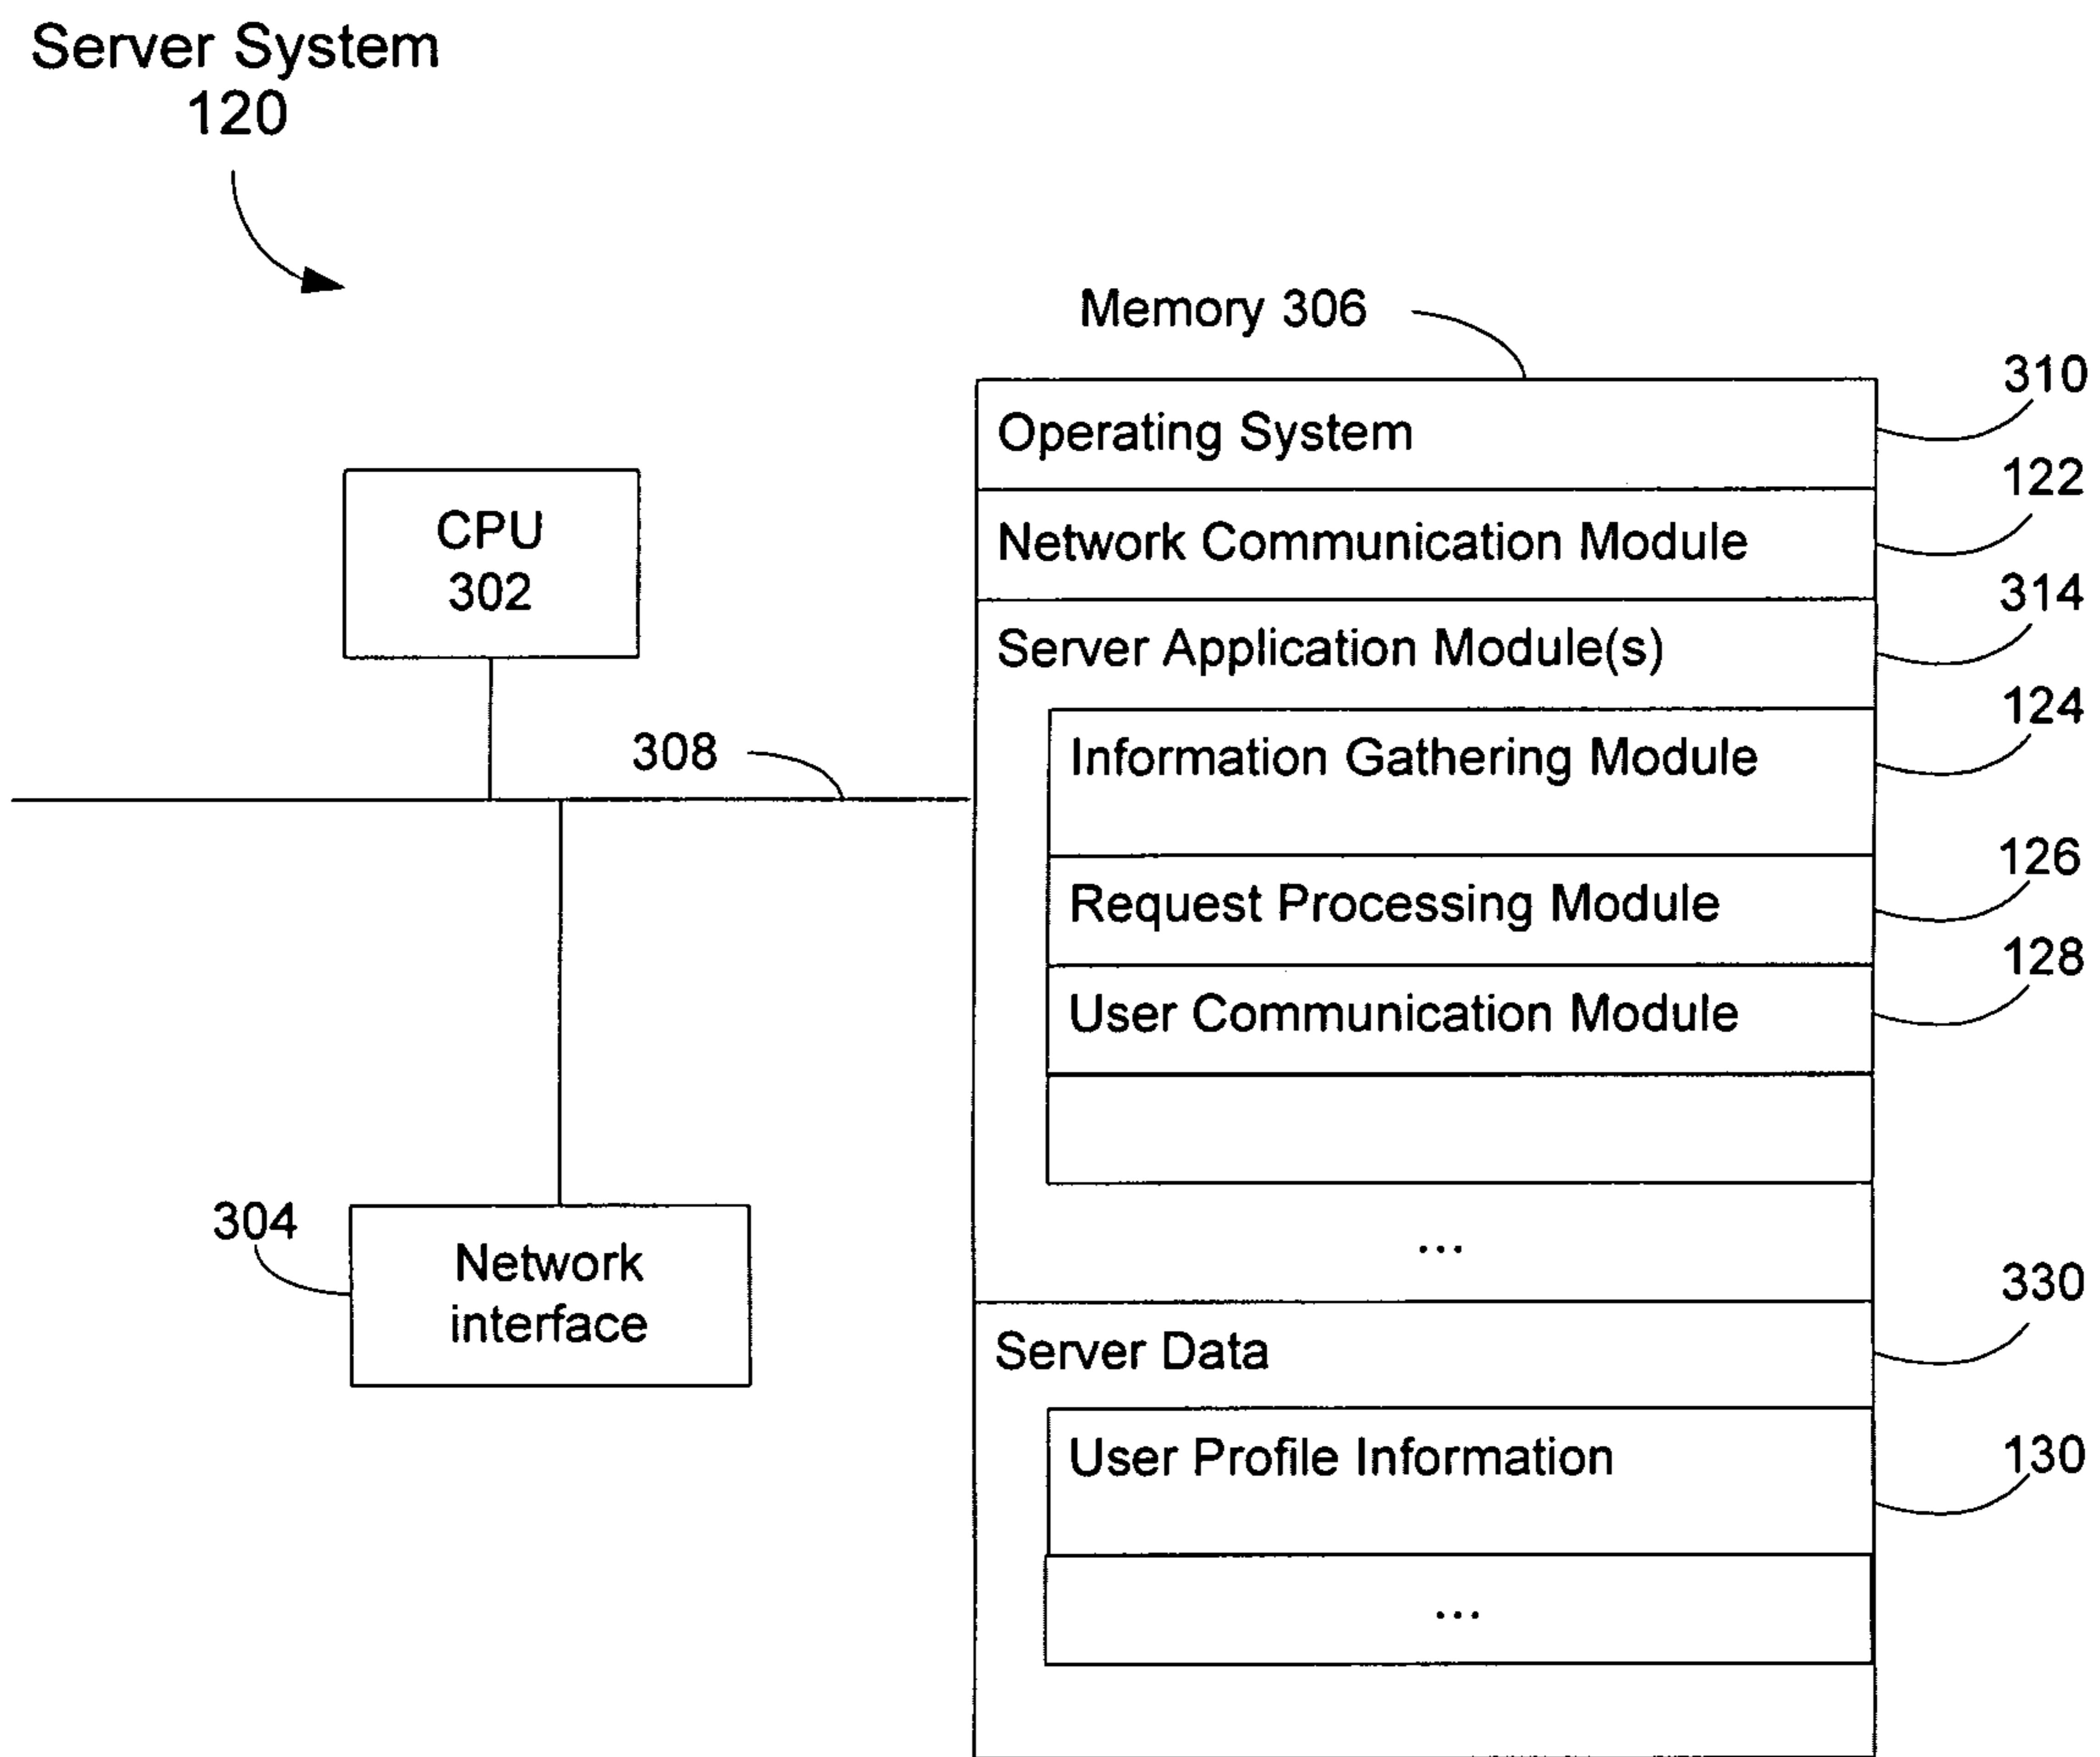 Server System
120
Memory 306
310
Operating System
122
CPU
302
Network Communication Module
314
Server Application Module(s)
124
308
Information Gathering Module
126
Request Processing Module
128
User Communication Module
304
Network
interface
...
330
Server Data
130
User Profile Information
...